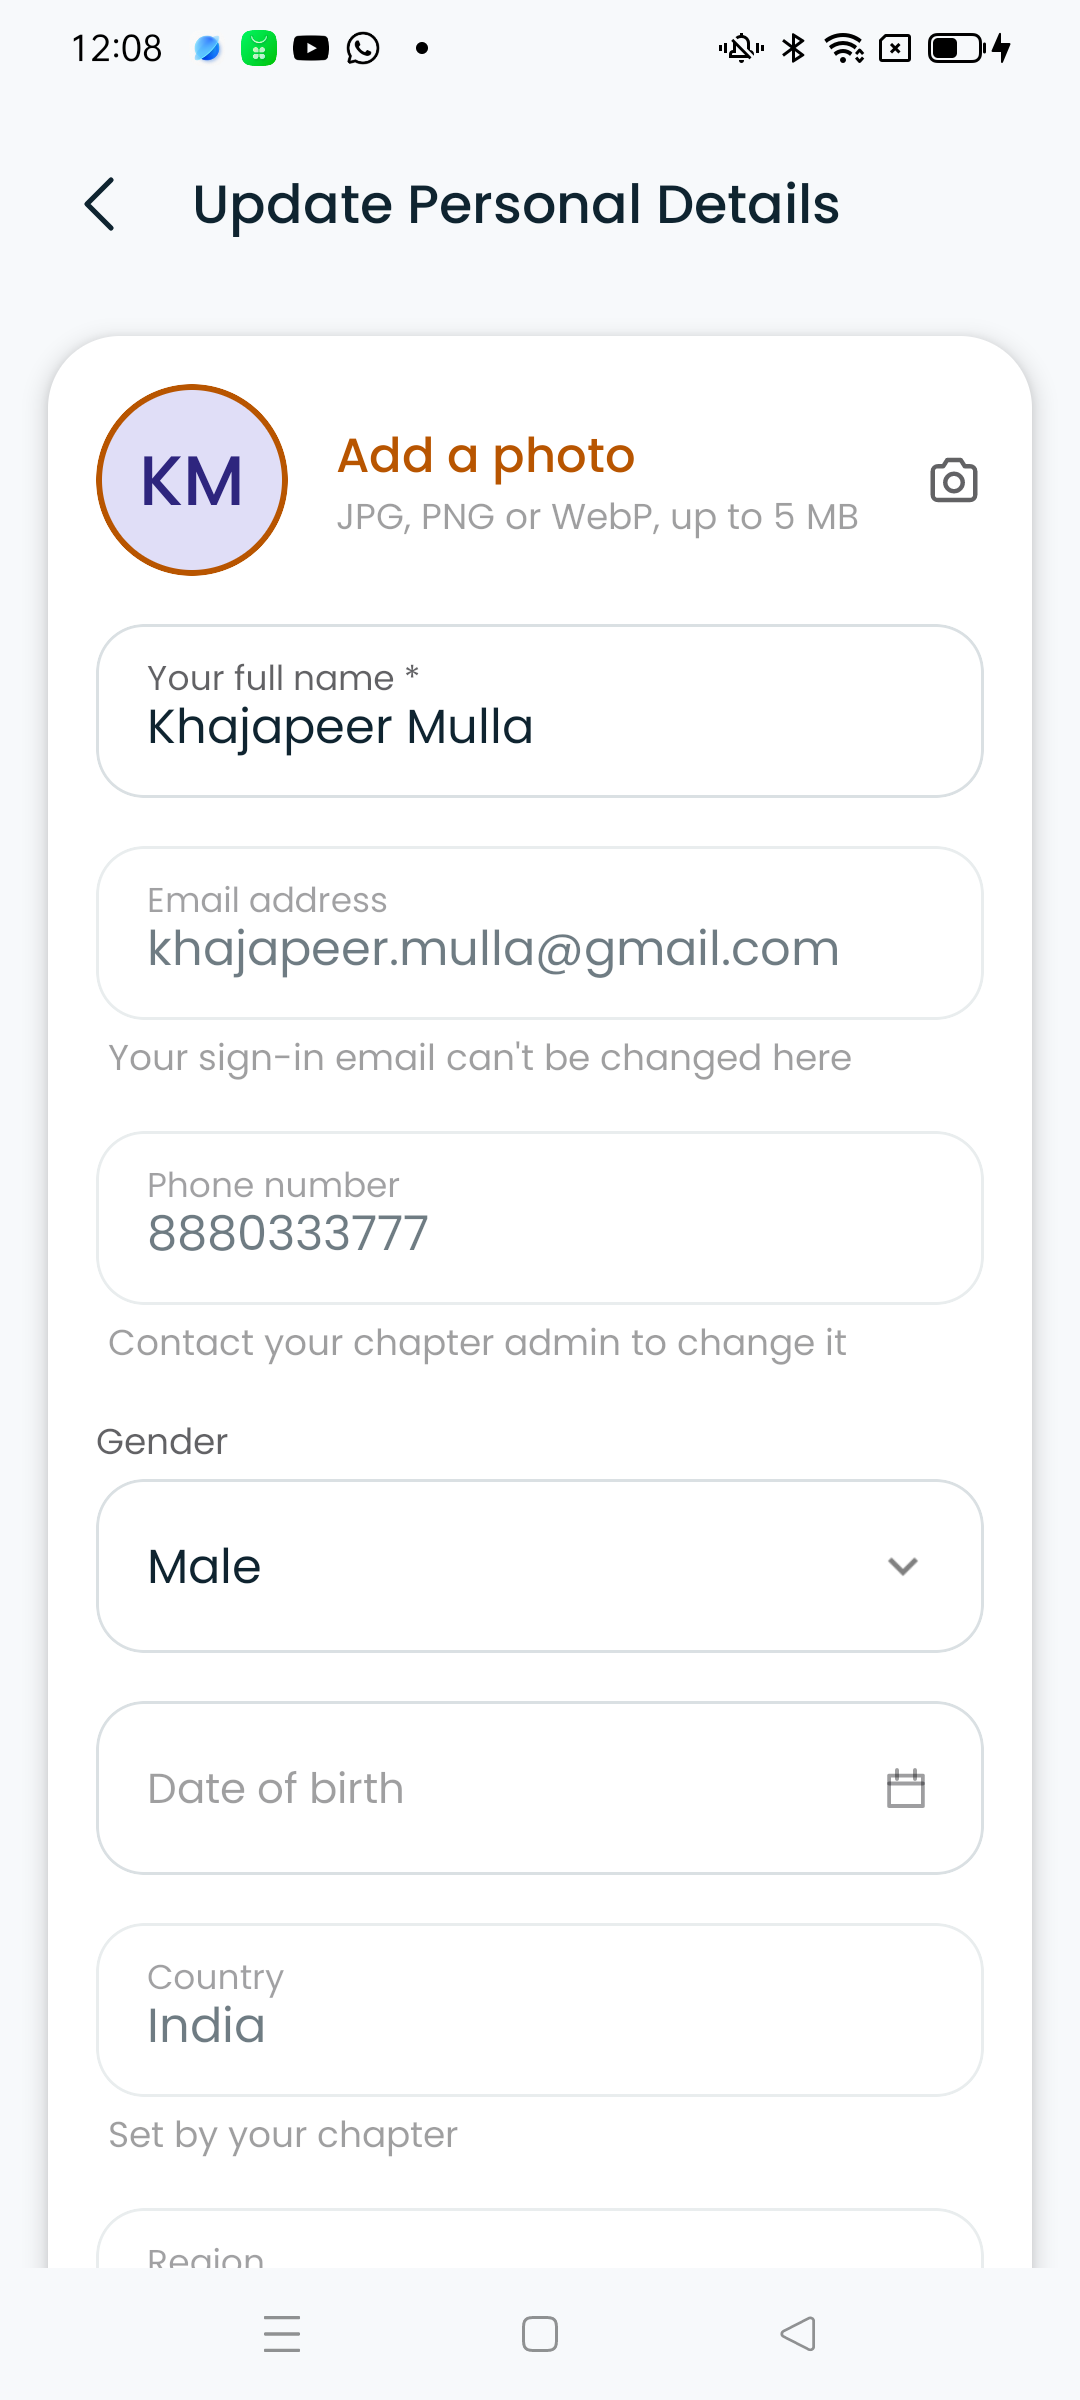 12:08
Update Personal Details
KM
Add a photo
JPG, PNG or WebP, up to 5 MB
Your full name *
Khajapeer Mulla
Email address
khajapeer.mulla@gmail.com
Your sign-in email can't be changed here
Phone number
8880333777
Contact your chapter admin to change it
Gender
Male
Date of birth
Country
India
Set by your chapter
Region